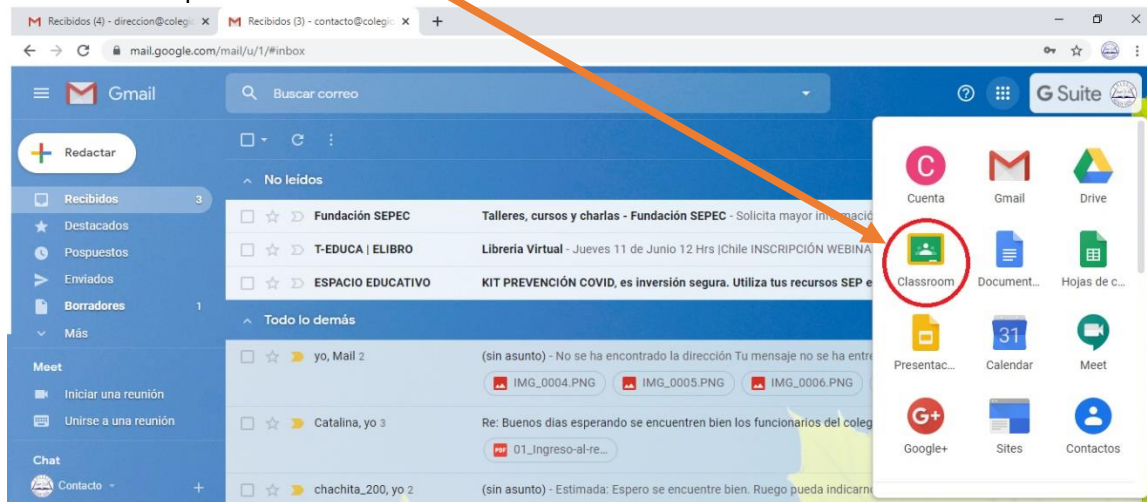 Recibidos (4) - direccion@colegi
Recibidos (3) - contacto@colegi
mail.google.com/mail/u/1/#inbox
Gmail
Buscar correo
G Suite
Redactar
Recibidos 3
Destacados
Pospuestos
Enviados
Borradores 1
Más
Meet
Iniciar una reunión
Unirse a una reunión
Chat
Contacto
No leídos
Fundación SEPEC Talleres, cursos y charlas - Fundación SEPEC - Solicita mayor informació
T-EDUCA | ELIBRO Libreria Virtual - Jueves 11 de Junio 12 Hrs |Chile INSCRIPCIÓN WEBINA
ESPACIO EDUCATIVO KIT PREVENCIÓN COVID, es inversión segura. Utiliza tus recursos SEP e
Todo lo demás
yo, Mail 2 (sin asunto) - No se ha encontrado la dirección Tu mensaje no se ha entre
IMG_0004.PNG IMG_0005.PNG IMG_0006.PNG
Catalina, yo 3 Re: Buenos dias esperando se encuentren bien los funcionarios del coleg
PDF 01_Ingreso-al-re...
chachita_200, yo 2 (sin asunto) - Estimada: Espero se encuentre bien. Ruego pueda indicarn
C
Cuenta Gmail Drive
Classroom Document... Hojas de c...
31
Presentac... Calendar Meet
G+
Google+ Sites Contactos